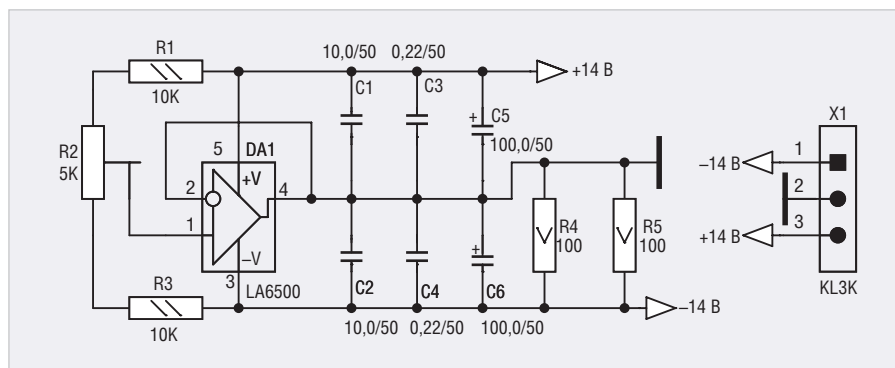 R1
10K
10,0/50
0,22/50
C1
C3
+ C5
100,0/50
+14 В
X1
R2
5K
5
DA1
+V
2
4
1
–V
3
LA6500
R4
100
R5
100
–14 В
1
2
3
+14 В
KL3K
R3
10K
C2
C4
+
C6
10,0/50
0,22/50
100,0/50
–14 В